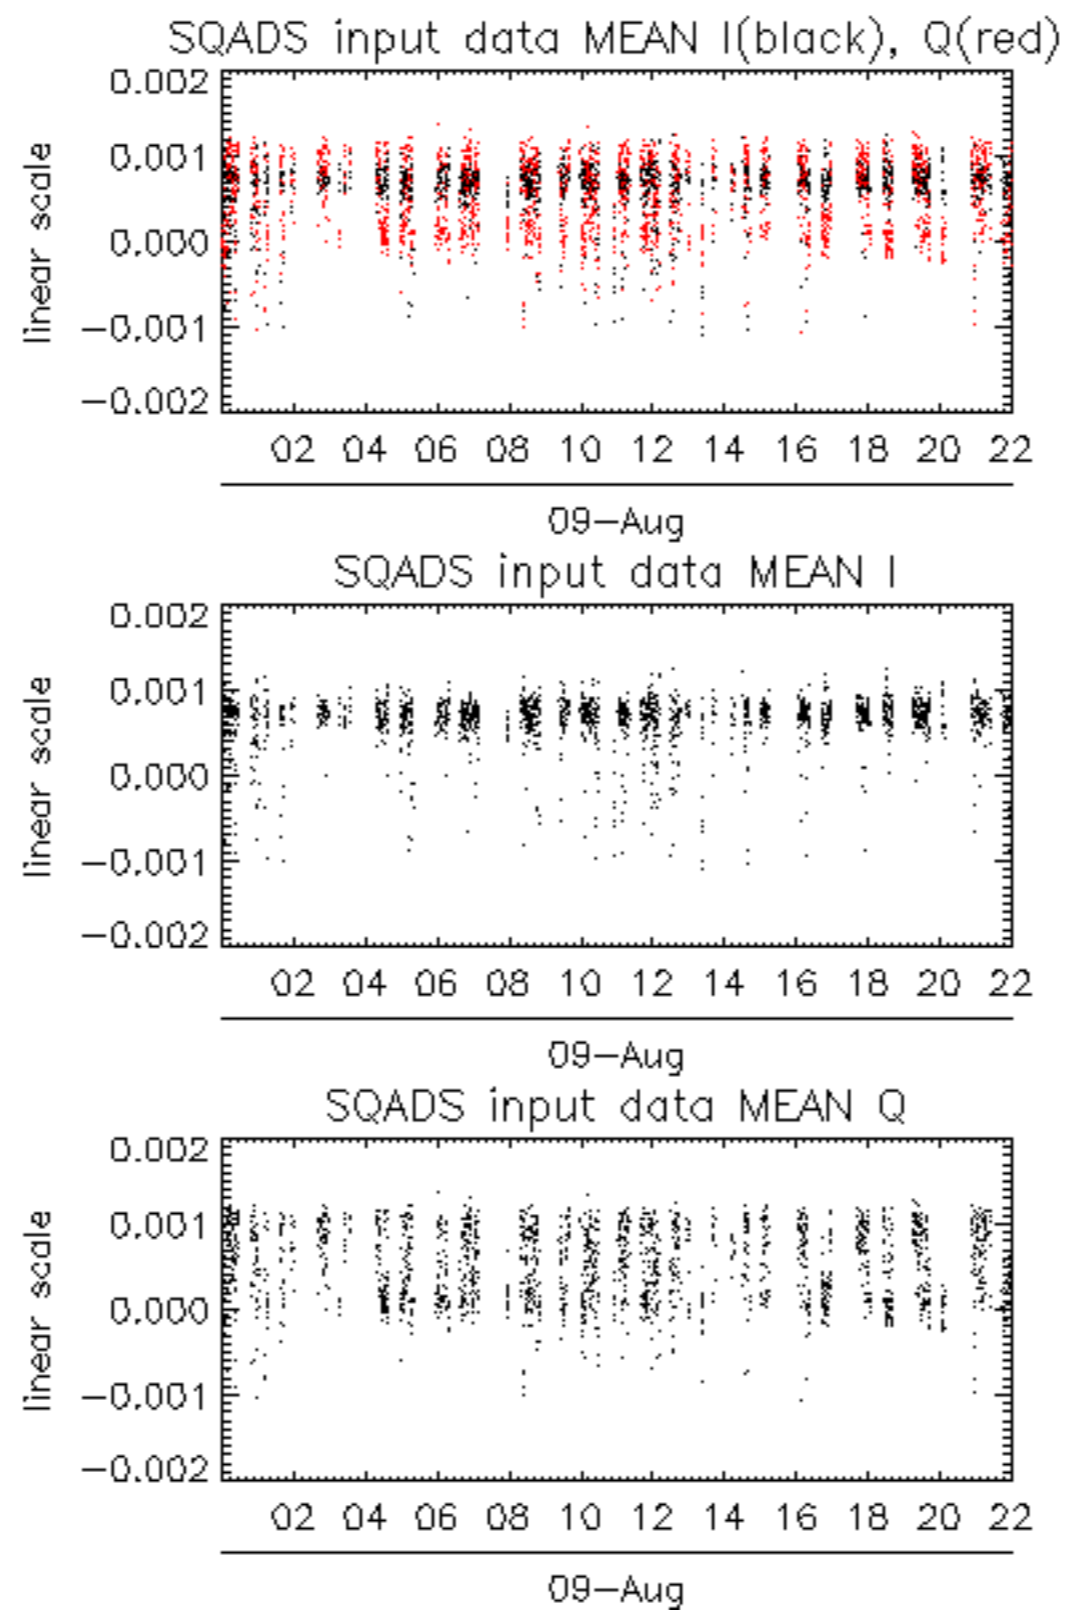 SQADS input data MEAN I(black), Q(red)
0.002
0.001
0.000
−0.001
−0.002
linear scale
02 04 06 08 10 12 14 16 18 20 22
09−Aug
SQADS input data MEAN I
0.002
0.001
0.000
−0.001
−0.002
linear scale
02 04 06 08 10 12 14 16 18 20 22
09−Aug
SQADS input data MEAN Q
0.002
0.001
0.000
−0.001
−0.002
linear scale
02 04 06 08 10 12 14 16 18 20 22
09−Aug